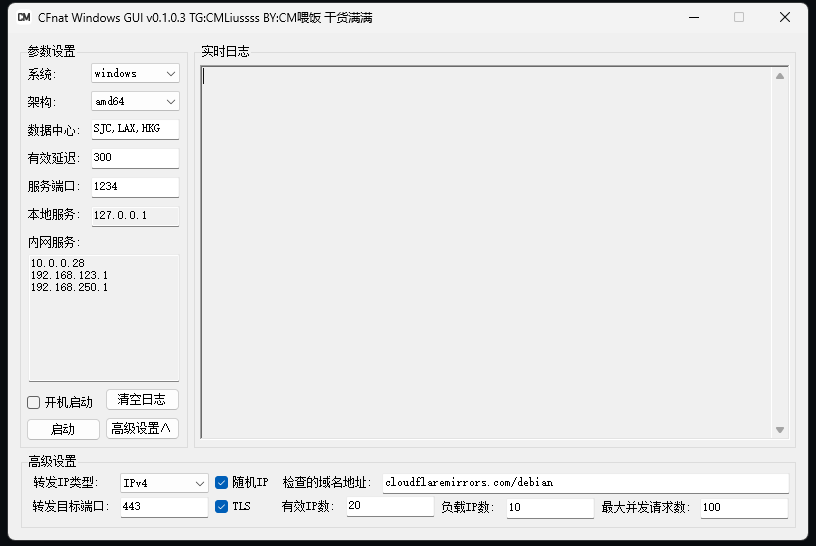 CM CFnat Windows GUI v0.1.0.3 TG:CMLiussss BY:CM喂饭 干货满满
参数设置
系统: windows
架构: amd64
数据中心: SJC,LAX,HKG
有效延迟: 300
服务端口: 1234
本地服务: 127.0.0.1
内网服务:
10.0.0.28
192.168.123.1
192.168.250.1
开机启动 清空日志
启动 高级设置∧
实时日志
高级设置
转发IP类型: IPv4 随机IP 检查的域名地址: cloudflaremirrors.com/debian
转发目标端口: 443 TLS 有效IP数: 20 负载IP数: 10 最大并发请求数: 100